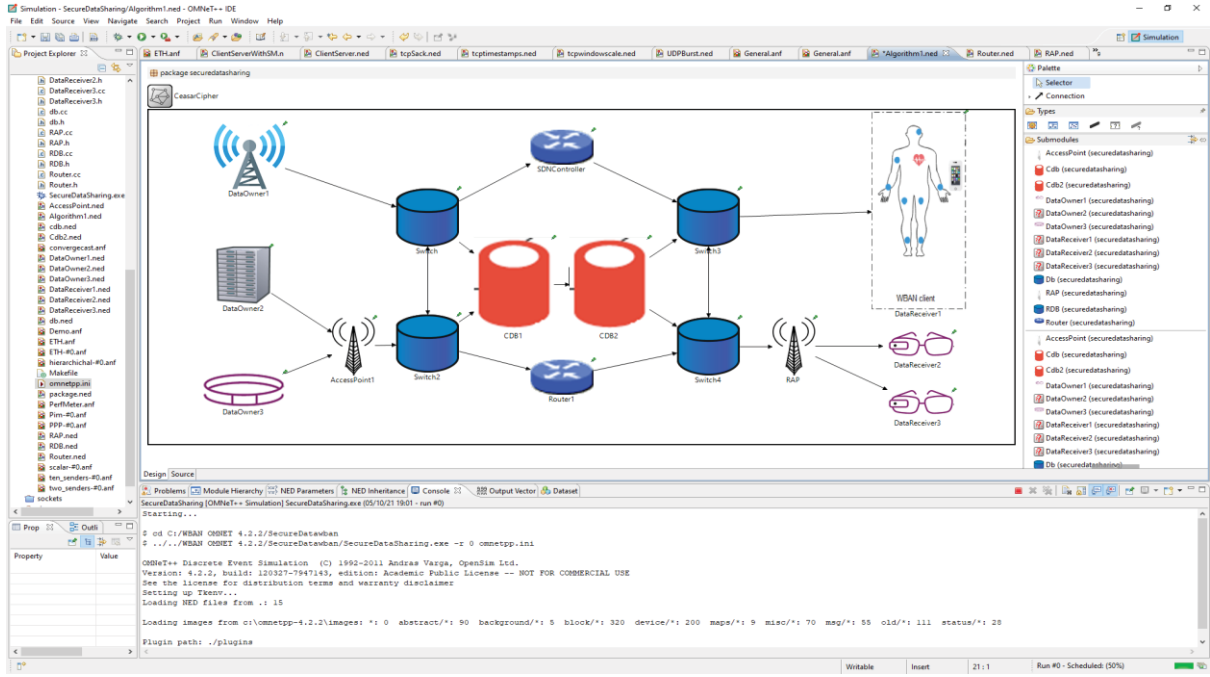 Simulation - SecureDataSharing/Algorithm1.ned - OMNeT++ IDE
File Edit Source View Navigate Search Project Run Window Help
Simulation
Project Explorer
ETH.anf
ClientServerWithSM.n
ClientServer.ned
tcpSack.ned
tcptimestamps.ned
tcpwindowscale.ned
UDPBurst.ned
General.anf
General.anf
*Algorithm1.ned
Router.ned
RAP.ned
DataReceiver2.h
DataReceiver3.cc
DataReceiver3.h
db.cc
db.h
RAP.cc
RAP.h
RDB.cc
RDB.h
Router.cc
Router.h
SecureDataSharing.exe
AccessPoint.ned
Algorithm1.ned
cdb.ned
Cdb2.ned
convergecast.anf
DataOwner1.ned
DataOwner2.ned
DataOwner3.ned
DataReceiver1.ned
DataReceiver2.ned
DataReceiver3.ned
db.ned
Demo.anf
ETH.anf
ETH-#0.anf
hierarchichal-#0.anf
Makefile
omnetpp.ini
package.ned
PerfMeter.anf
Pim-#0.anf
PPP-#0.anf
RAP.ned
RDB.ned
Router.ned
scalar-#0.anf
ten_senders-#0.anf
two_senders-#0.anf
sockets
package securedatasharing
CeasarCipher
DataOwner1
SDNController
Switch
Switch3
WBAN client
DataReceiver1
DataOwner2
CDB1
CDB2
AccessPoint1
Switch2
Router1
Switch4
RAP
DataReceiver2
DataOwner3
DataReceiver3
Design Source
Palette
Selector
Connection
Types
Submodules
AccessPoint (securedatasharing)
Cdb (securedatasharing)
Cdb2 (securedatasharing)
DataOwner1 (securedatasharing)
DataOwner2 (securedatasharing)
DataOwner3 (securedatasharing)
DataReceiver1 (securedatasharing)
DataReceiver2 (securedatasharing)
DataReceiver3 (securedatasharing)
Db (securedatasharing)
RAP (securedatasharing)
RDB (securedatasharing)
Router (securedatasharing)
AccessPoint (securedatasharing)
Cdb (securedatasharing)
Cdb2 (securedatasharing)
DataOwner1 (securedatasharing)
DataOwner2 (securedatasharing)
DataOwner3 (securedatasharing)
DataReceiver1 (securedatasharing)
DataReceiver2 (securedatasharing)
DataReceiver3 (securedatasharing)
Db (securedatasharing)
Prop Outli
Property Value
Problems Module Hierarchy NED Parameters NED Inheritance Console Output Vector Dataset
SecureDataSharing [OMNeT++ Simulation] SecureDataSharing.exe (05/10/21 19:01 - run #0)
Starting...
$ cd C:/WBAN OMNET 4.2.2/SecureDatawban
$ ../../WBAN OMNET 4.2.2/SecureDatawban/SecureDataSharing.exe -r 0 omnetpp.ini
OMNeT++ Discrete Event Simulation (C) 1992-2011 Andras Varga, OpenSim Ltd.
Version: 4.2.2, build: 120327-7947143, edition: Academic Public License -- NOT FOR COMMERCIAL USE
See the license for distribution terms and warranty disclaimer
Setting up Tkenv...
Loading NED files from .: 15
Loading images from c:\omnetpp-4.2.2\images: *: 0 abstract/*: 90 background/*: 5 block/*: 320 device/*: 200 maps/*: 9 misc/*: 70 msg/*: 55 old/*: 111 status/*: 28
Plugin path: ./plugins
Writable
Insert
21 : 1
Run #0 - Scheduled: (50%)